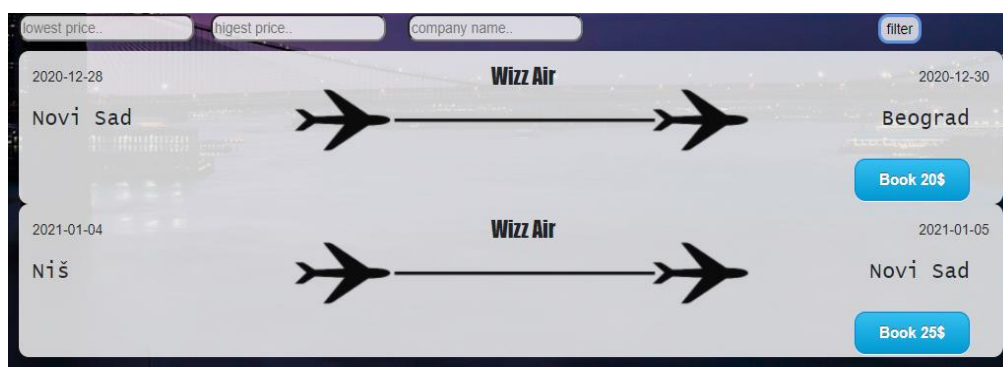 lowest price.. higest price.. company name.. filter
2020-12-28 Wizz Air 2020-12-30
Novi Sad Beograd
Book 20$
2021-01-04 Wizz Air 2021-01-05
Niš Novi Sad
Book 25$